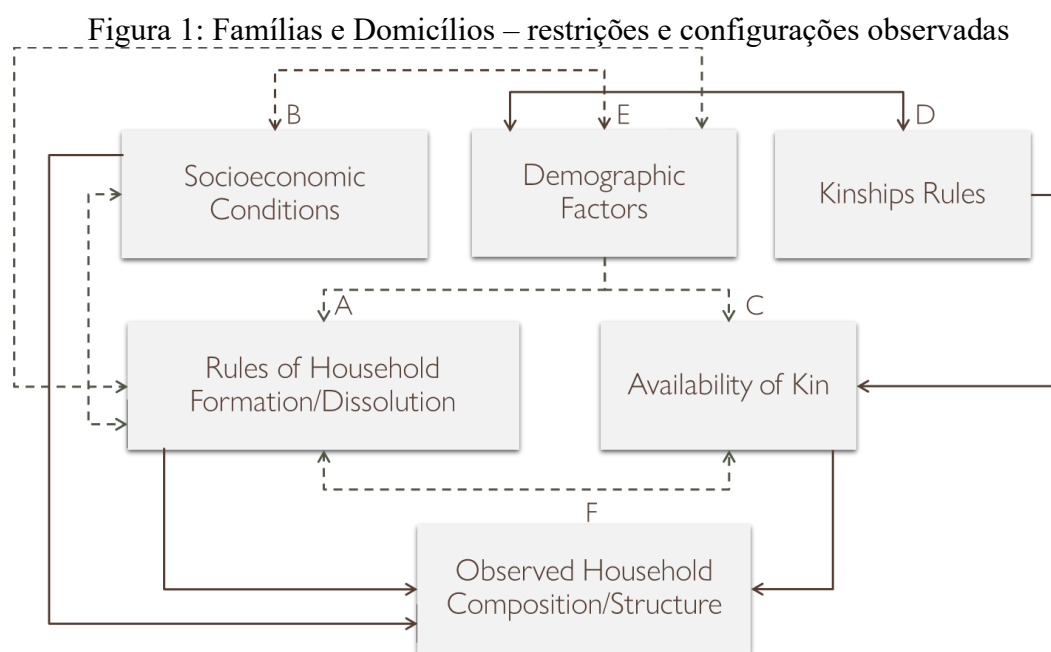 Figura 1: Famílias e Domicílios – restrições e configurações observadas
B
E
D
Socioeconomic
Conditions
Demographic
Factors
Kinships Rules
A
C
Rules of Household
Formation/Dissolution
Availability of Kin
F
Observed Household
Composition/Structure